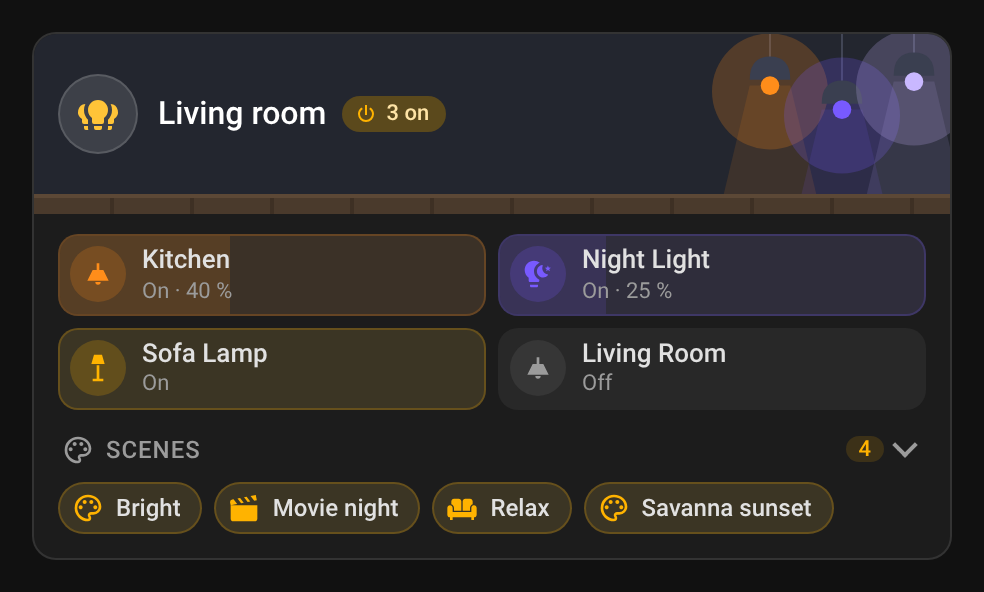 Living room
3 on
Kitchen
On · 40 %
Night Light
On · 25 %
Sofa Lamp
On
Living Room
Off
SCENES
4
Bright
Movie night
Relax
Savanna sunset